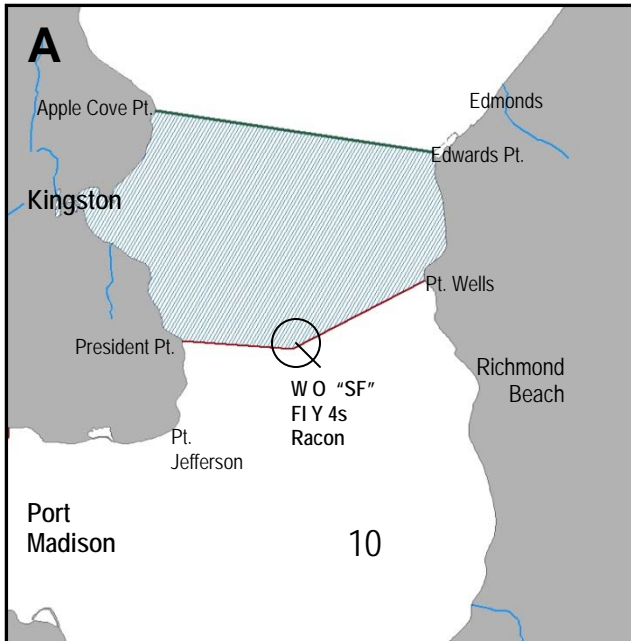 A
Apple Cove Pt.
Edmonds
Edwards Pt.
Kingston
Pt. Wells
President Pt.
Richmond
Beach
W O “SF”
Fl Y 4s
Racon
Pt.
Jefferson
Port
Madison
10